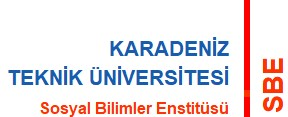 KARADENİZ
TEKNİK ÜNİVERSİTESİ
Sosyal Bilimler Enstitüsü
SBE